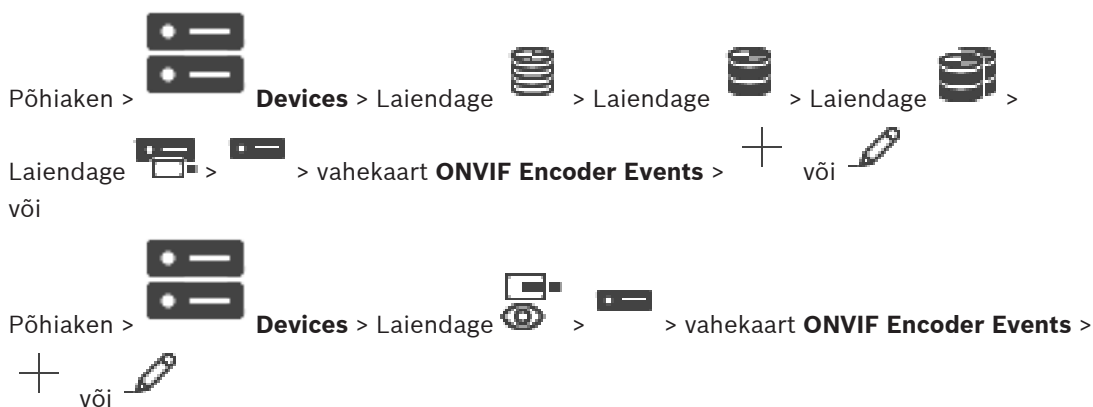 Põhiaken > Devices > Laiendage > Laiendage > Laiendage >
Laiendage > > vahekaart ONVIF Encoder Events > või
või
Põhiaken > Devices > Laiendage > > vahekaart ONVIF Encoder Events >
või